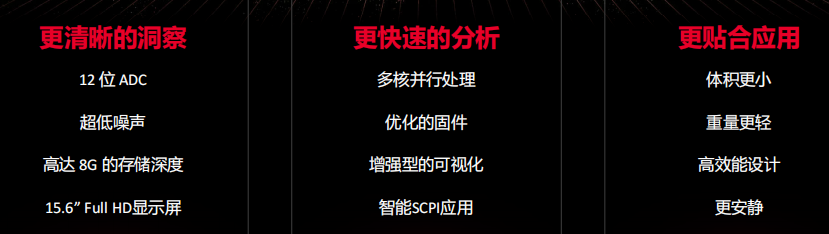 更清晰的洞察
12 位 ADC
超低噪声
高达 8G 的存储深度
15.6” Full HD显示屏
更快速的分析
多核并行处理
优化的固件
增强型的可视化
智能SCPI应用
更贴合应用
体积更小
重量更轻
高效能设计
更安静